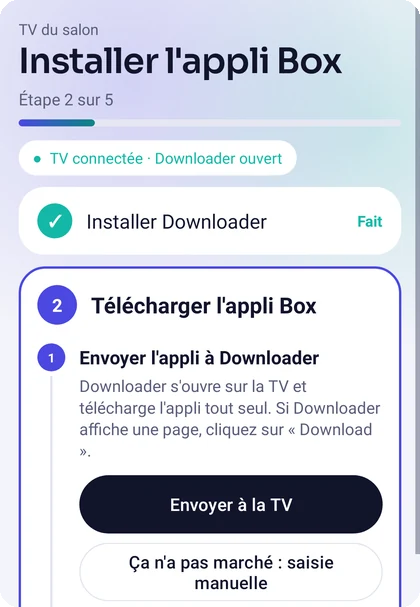 TV du salon
Installer l'appli Box
Étape 2 sur 5
TV connectée · Downloader ouvert
✓ Installer Downloader Fait
2 Télécharger l'appli Box
1 Envoyer l'appli à Downloader
Downloader s'ouvre sur la TV et
télécharge l'appli tout seul. Si Downloader
affiche une page, cliquez sur « Download
».
Envoyer à la TV
Ça n'a pas marché : saisie
manuelle